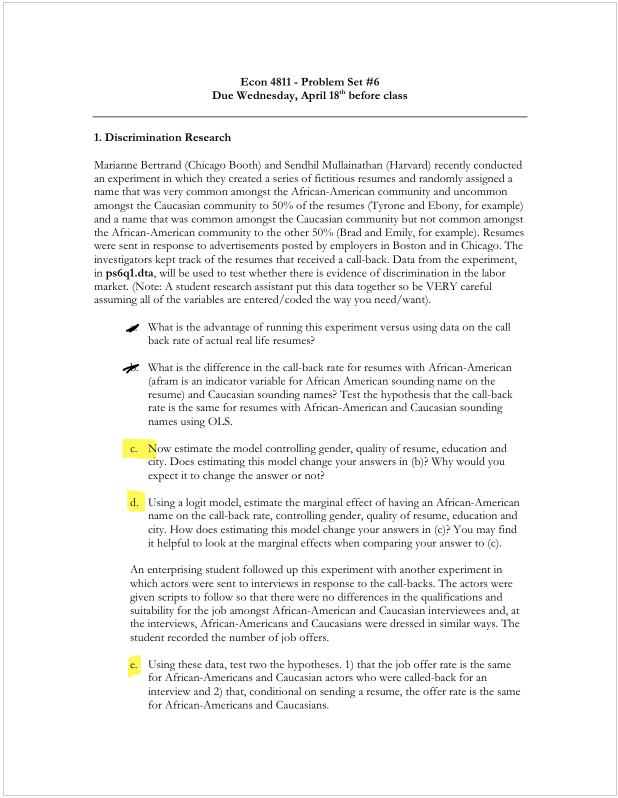 Econ 4811 - Problem Set #6
Due Wednesday, April 18th before class
1. Discrimination Research
Marianne Bertrand (Chicago Booth) and Sendhil Mullainathan (Harvard) recently conducted
an experiment in which they created a series of fictitious resumes and randomly assigned a
name that was very common amongst the African-American community and uncommon
amongst the Caucasian community to 50% of the resumes (Tyrone and Ebony, for example)
and a name that was common amongst the Caucasian community but not common amongst
the African-American community to the other 50% (Brad and Emily, for example). Resumes
were sent in response to advertisements posted by employers in Boston and in Chicago. The
investigators kept track of the resumes that received a call-back. Data from the experiment,
in ps6q1.dta, will be used to test whether there is evidence of discrimination in the labor
market. (Note: A student research assistant put this data together so be VERY careful
assuming all of the variables are entered/coded the way you need/want).
What is the advantage of running this experiment versus using data on the call
back rate of actual real life resumes?
What is the difference in the call-back rate for resumes with African-American
(afram is an indicator variable for African American sounding name on the
resume) and Caucasian sounding names? Test the hypothesis that the call-back
rate is the same for resumes with African-American and Caucasian sounding
names using OLS.
c. Now estimate the model controlling gender, quality of resume, education and
city. Does estimating this model change your answers in (b)? Why would you
expect it to change the answer or not?
d. Using a logit model, estimate the marginal effect of having an African-American
name on the call-back rate, controlling gender, quality of resume, education and
city. How does estimating this model change your answers in (c)? You may find
it helpful to look at the marginal effects when comparing your answer to (c).
An enterprising student followed up this experiment with another experiment in
which actors were sent to interviews in response to the call-backs. The actors were
given scripts to follow so that there were no differences in the qualifications and
suitability for the job amongst African-American and Caucasian interviewees and, at
the interviews, African-Americans and Caucasians were dressed in similar ways. The
student recorded the number of job offers.
e. Using these data, test two the hypotheses. 1) that the job offer rate is the same
for African-Americans and Caucasian actors who were called-back for an
interview and 2) that, conditional on sending a resume, the offer rate is the same
for African-Americans and Caucasians.